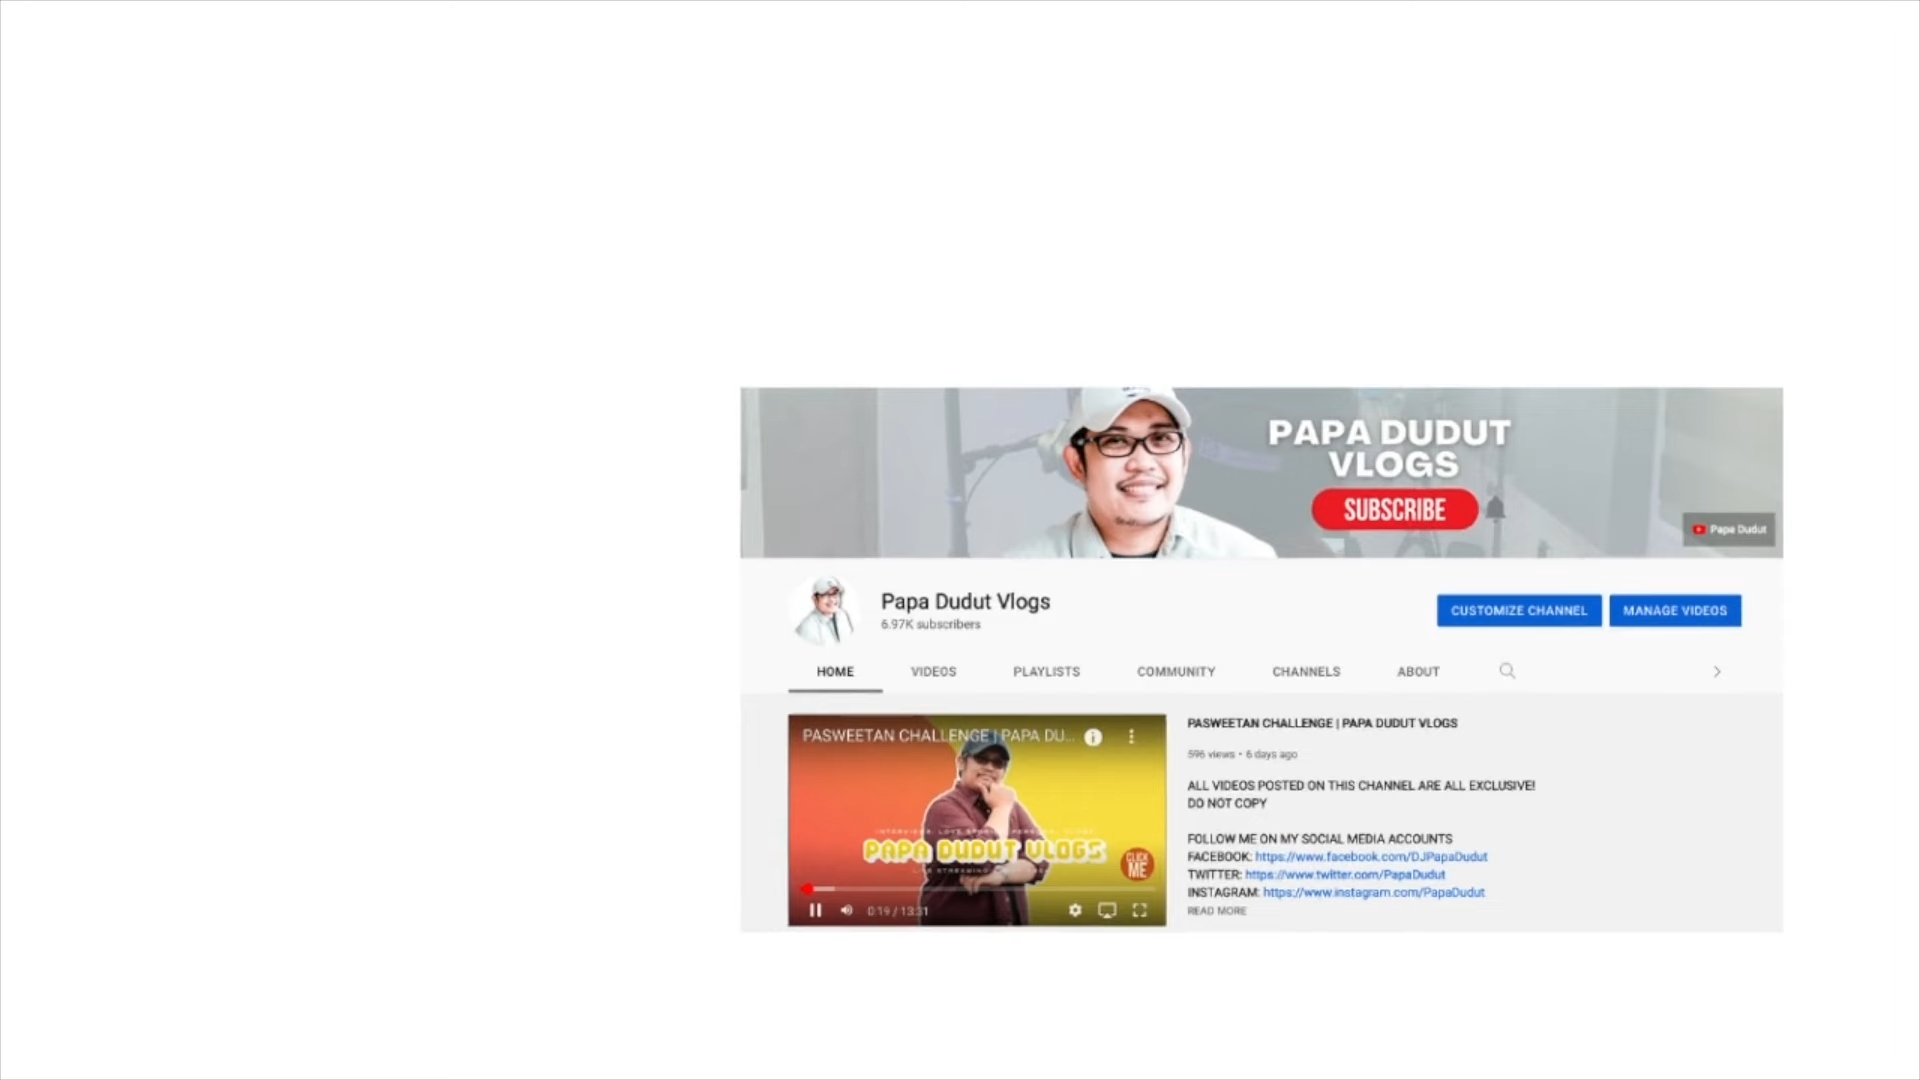 PAPA DUDUT
VLOGS
SUBSCRIBE
Papa Dudut
Papa Dudut Vlogs
6.97K subscribers
CUSTOMIZE CHANNEL
MANAGE VIDEOS
HOME
VIDEOS
PLAYLISTS
COMMUNITY
CHANNELS
ABOUT
PASWEETAN CHALLENGE | PAPA DU...
PAPA DUDUT VLOGS
CLICK
ME
0:19 / 13:31
PASWEETAN CHALLENGE | PAPA DUDUT VLOGS
596 views • 6 days ago
ALL VIDEOS POSTED ON THIS CHANNEL ARE ALL EXCLUSIVE!
DO NOT COPY
FOLLOW ME ON MY SOCIAL MEDIA ACCOUNTS
FACEBOOK: https://www.facebook.com/DJPapaDudut
TWITTER: https://www.twitter.com/PapaDudut
INSTAGRAM: https://www.instagram.com/PapaDudut
READ MORE